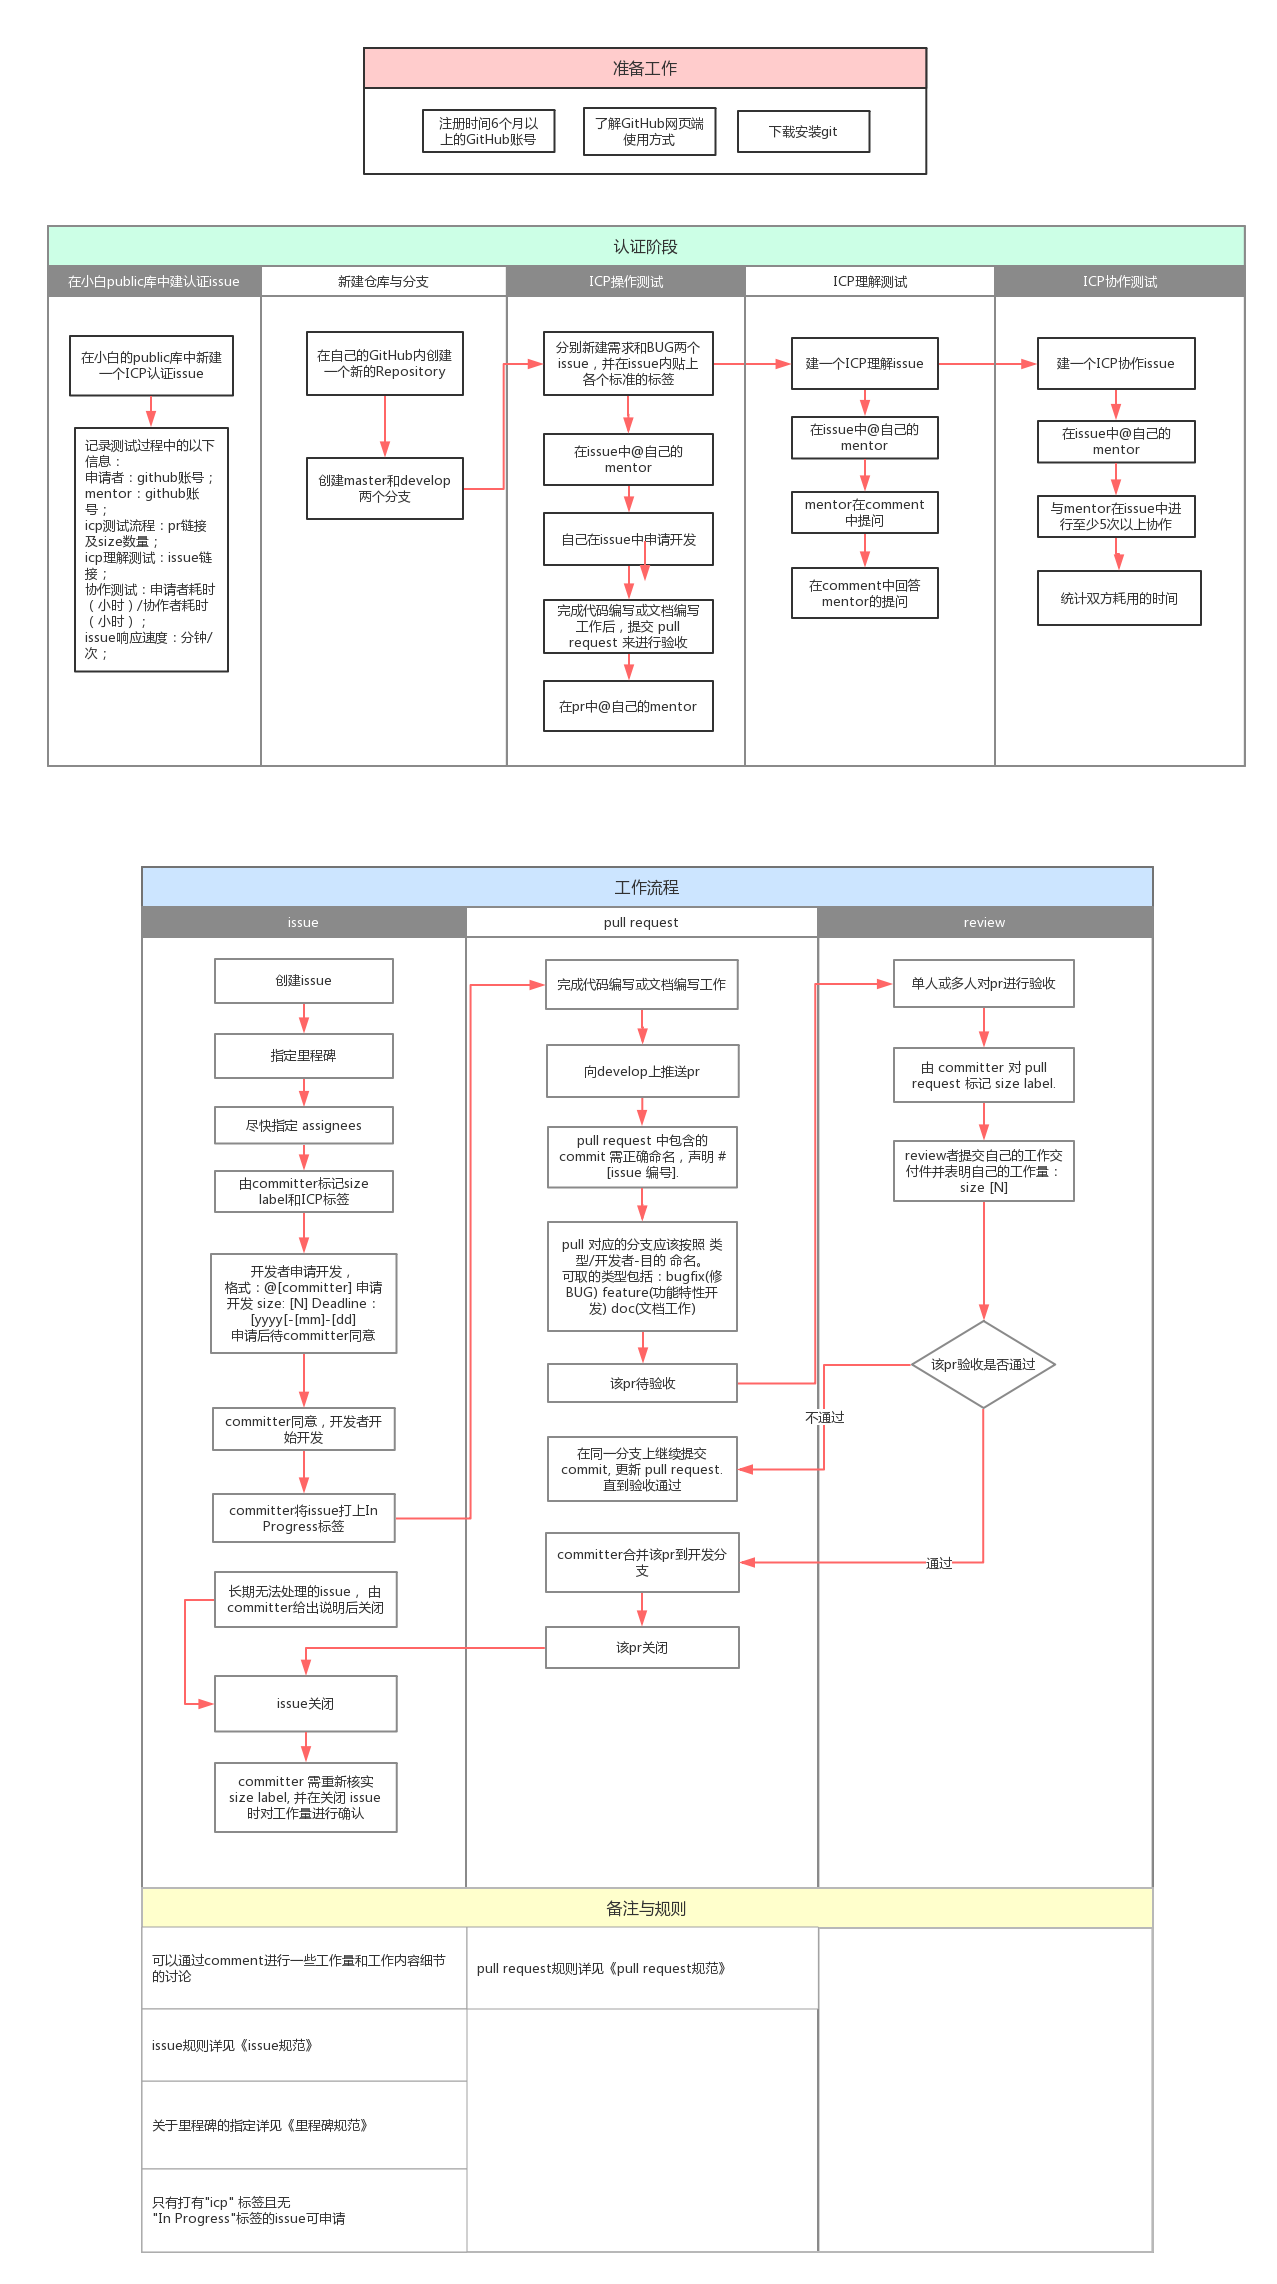 准备工作
注册时间6个月以
上的GitHub账号
了解GitHub网页端
使用方式
下载安装git
认证阶段
在小白public库中建认证issue
新建仓库与分支
ICP操作测试
ICP理解测试
ICP协作测试
在小白的public库中新建
一个ICP认证issue
记录测试过程中的以下
信息：
申请者：github账号；
mentor：github账
号；
icp测试流程：pr链接
及size数量；
icp理解测试：issue链
接；
协作测试：申请者耗时
（小时）/协作者耗时
（小时）；
issue响应速度：分钟/
次；
在自己的GitHub内创建
一个新的Repository
创建master和develop
两个分支
分别新建需求和BUG两个
issue，并在issue内贴上
各个标准的标签
在issue中@自己的
mentor
自己在issue中申请开发
完成代码编写或文档编写
工作后，提交 pull
request 来进行验收
在pr中@自己的mentor
建一个ICP理解issue
在issue中@自己的
mentor
mentor在comment
中提问
在comment中回答
mentor的提问
建一个ICP协作issue
在issue中@自己的
mentor
与mentor在issue中进
行至少5次以上协作
统计双方耗用的时间
工作流程
issue
pull request
review
创建issue
指定里程碑
尽快指定 assignees
由committer标记size
label和ICP标签
开发者申请开发，
格式：@[committer] 申请
开发 size: [N] Deadline：
[yyyy[-[mm]-[dd]
申请后待committer同意
committer同意，开发者开
始开发
committer将issue打上In
Progress标签
长期无法处理的issue， 由
committer给出说明后关闭
issue关闭
committer 需重新核实
size label, 并在关闭 issue
时对工作量进行确认
完成代码编写或文档编写工作
向develop上推送pr
pull request 中包含的
commit 需正确命名，声明 #
[issue 编号].
pull 对应的分支应该按照 类
型/开发者-目的 命名。
可取的类型包括：bugfix(修
BUG) feature(功能特性开
发) doc(文档工作)
该pr待验收
在同一分支上继续提交
commit, 更新 pull request.
直到验收通过
committer合并该pr到开发分
支
该pr关闭
单人或多人对pr进行验收
由 committer 对 pull
request 标记 size label.
review者提交自己的工作交
付件并表明自己的工作量：
size [N]
该pr验收是否通过
不通过
通过
备注与规则
可以通过comment进行一些工作量和工作内容细节
的讨论
pull request规则详见《pull request规范》
issue规则详见《issue规范》
关于里程碑的指定详见《里程碑规范》
只有打有"icp" 标签且无
"In Progress"标签的issue可申请